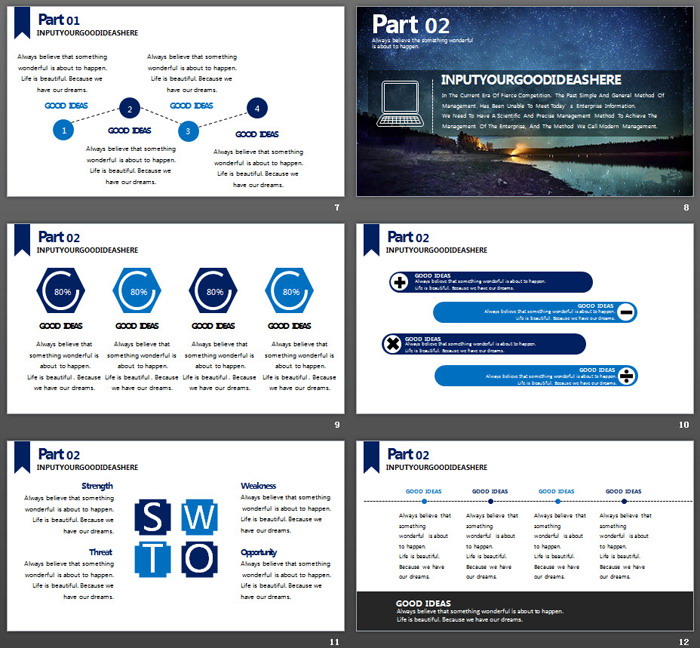 Part 01
INPUTYOURGOODIDEASHERE
Always believe that something
wonderful is about to happen.
Life is beautiful. Because we
have our dreams.
Always believe that something
wonderful is about to happen.
Life is beautiful. Because we
have our dreams.
GOOD IDEAS
2
GOOD IDEAS
4
1
GOOD IDEAS
3
GOOD IDEAS
Always believe that something
wonderful is about to happen.
Life is beautiful. Because we
have our dreams.
Always believe that something
wonderful is about to happen.
Life is beautiful. Because we
have our dreams.
7
Part 02
Always believe the something wonderful
is about to happen.
INPUTYOURGOODIDEASHERE
In The Current Era Of Fierce Competition, The Past Simple And General Method Of
Management, Has Been Unable To Meet Today' s Enterprise Information.
We Need To Have A Scientific And Precise Management Method To Achieve The
Management Of The Enterprise, And The Method We Call Modern Management.
8
Part 02
INPUTYOURGOODIDEASHERE
80%
80%
80%
80%
GOOD IDEAS
GOOD IDEAS
GOOD IDEAS
GOOD IDEAS
Always believe that
something wonderful is
about to happen.
Life is beautiful. Because
we have our dreams.
Always believe that
something wonderful is
about to happen.
Life is beautiful. Because
we have our dreams.
Always believe that
something wonderful is
about to happen.
Life is beautiful. Because
we have our dreams.
Always believe that
something wonderful is
about to happen.
Life is beautiful. Because
we have our dreams.
9
Part 02
INPUTYOURGOODIDEASHERE
GOOD IDEAS
Always believe that something wonderful is about to happen.
Life is beautiful. Because we have our dreams.
GOOD IDEAS
Always believe that something wonderful is about to happen.
Life is beautiful. Because we have our dreams.
GOOD IDEAS
Always believe that something wonderful is about to happen.
Life is beautiful. Because we have our dreams.
GOOD IDEAS
Always believe that something wonderful is about to happen.
Life is beautiful. Because we have our dreams.
10
Part 02
INPUTYOURGOODIDEASHERE
Strength
Always believe that something
wonderful is about to happen.
Life is beautiful. Because we
have our dreams.
S W
T O
Weakness
Always believe that something
wonderful is about to happen.
Life is beautiful. Because we
have our dreams.
Threat
Always believe that something
wonderful is about to happen.
Life is beautiful. Because we
have our dreams.
Opportunity
Always believe that something
wonderful is about to happen.
Life is beautiful. Because we
have our dreams.
11
Part 02
INPUTYOURGOODIDEASHERE
GOOD IDEAS
GOOD IDEAS
GOOD IDEAS
GOOD IDEAS
Always believe that
something
wonderful is about
to happen.
Life is beautiful.
Because we have
our dreams.
Always believe that
something
wonderful is about
to happen.
Life is beautiful.
Because we have
our dreams.
Always believe that
something
wonderful is about
to happen.
Life is beautiful.
Because we have
our dreams.
Always believe that
something
wonderful is about
to happen.
Life is beautiful.
Because we have
our dreams.
GOOD IDEAS
Always believe that something wonderful is about to happen.
Life is beautiful. Because we have our dreams.
12